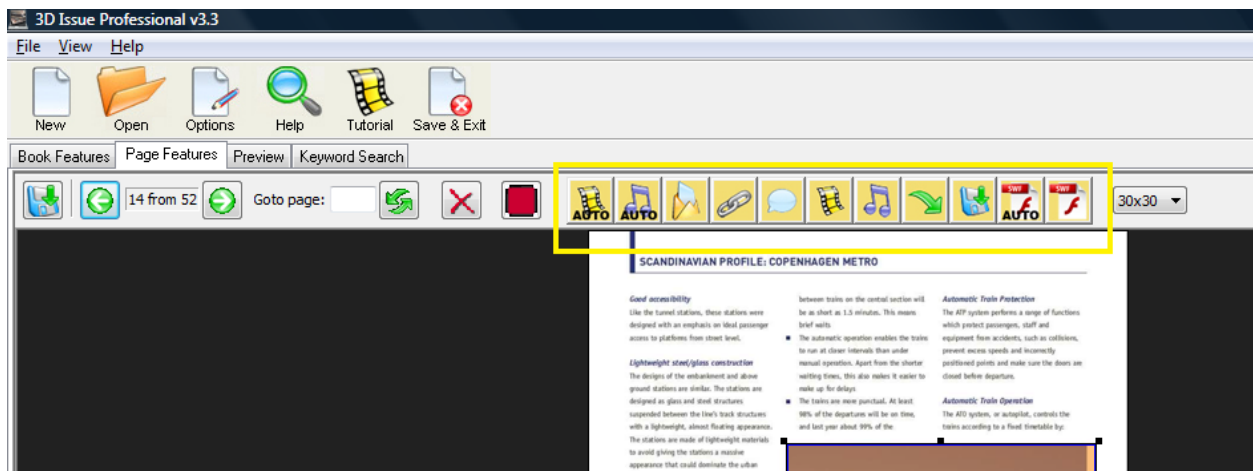 3D Issue Professional v3.3
File View Help
New Open Options Help Tutorial Save & Exit
Book Features Page Features Preview Keyword Search
14 from 52 Goto page: AUTO AUTO SWF AUTO SWF 30x30
SCANDINAVIAN PROFILE: COPENHAGEN METRO
Good accessibility
Like the tunnel stations, these stations were
designed with an emphasis on ideal passenger
access to platforms from street level.
Lightweight steel/glass construction
The designs of the embankment and above
ground stations are similar. The stations are
designed as glass and steel structures
suspended between the line's track structures
with a lightweight, almost floating appearance.
The stations are made of lightweight materials
to avoid giving the stations a massive
appearance that could dominate the urban
between trains on the central section will
be as short as 1.5 minutes. This means
brief waits
The automatic operation enables the trains
to run at closer intervals than under
manual operation. Apart from the shorter
waiting times, this also makes it easier to
make up for delays
The trains are more punctual. At least
98% of the departures will be on time,
and last year about 99% of the
Automatic Train Protection
The ATP system performs a range of functions
which protect passengers, staff and
equipment from accidents, such as collisions,
prevent excess speeds and incorrectly
positioned points and make sure the doors are
closed before departure.
Automatic Train Operation
The ATO system, or autopilot, controls the
trains according to a fixed timetable by: